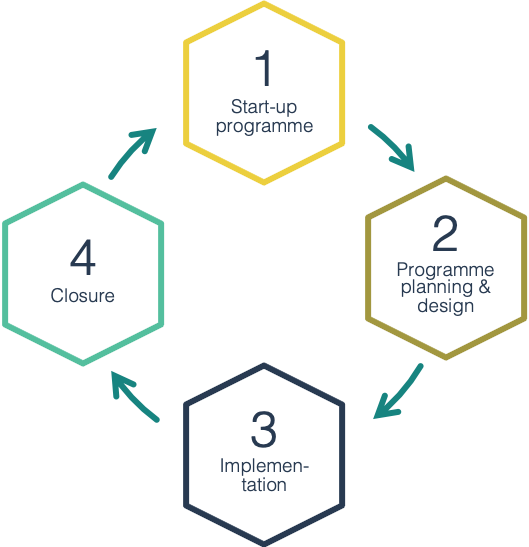 1
Start-up
programme
2
Programme
planning &
design
3
Implemen-
tation
4
Closure